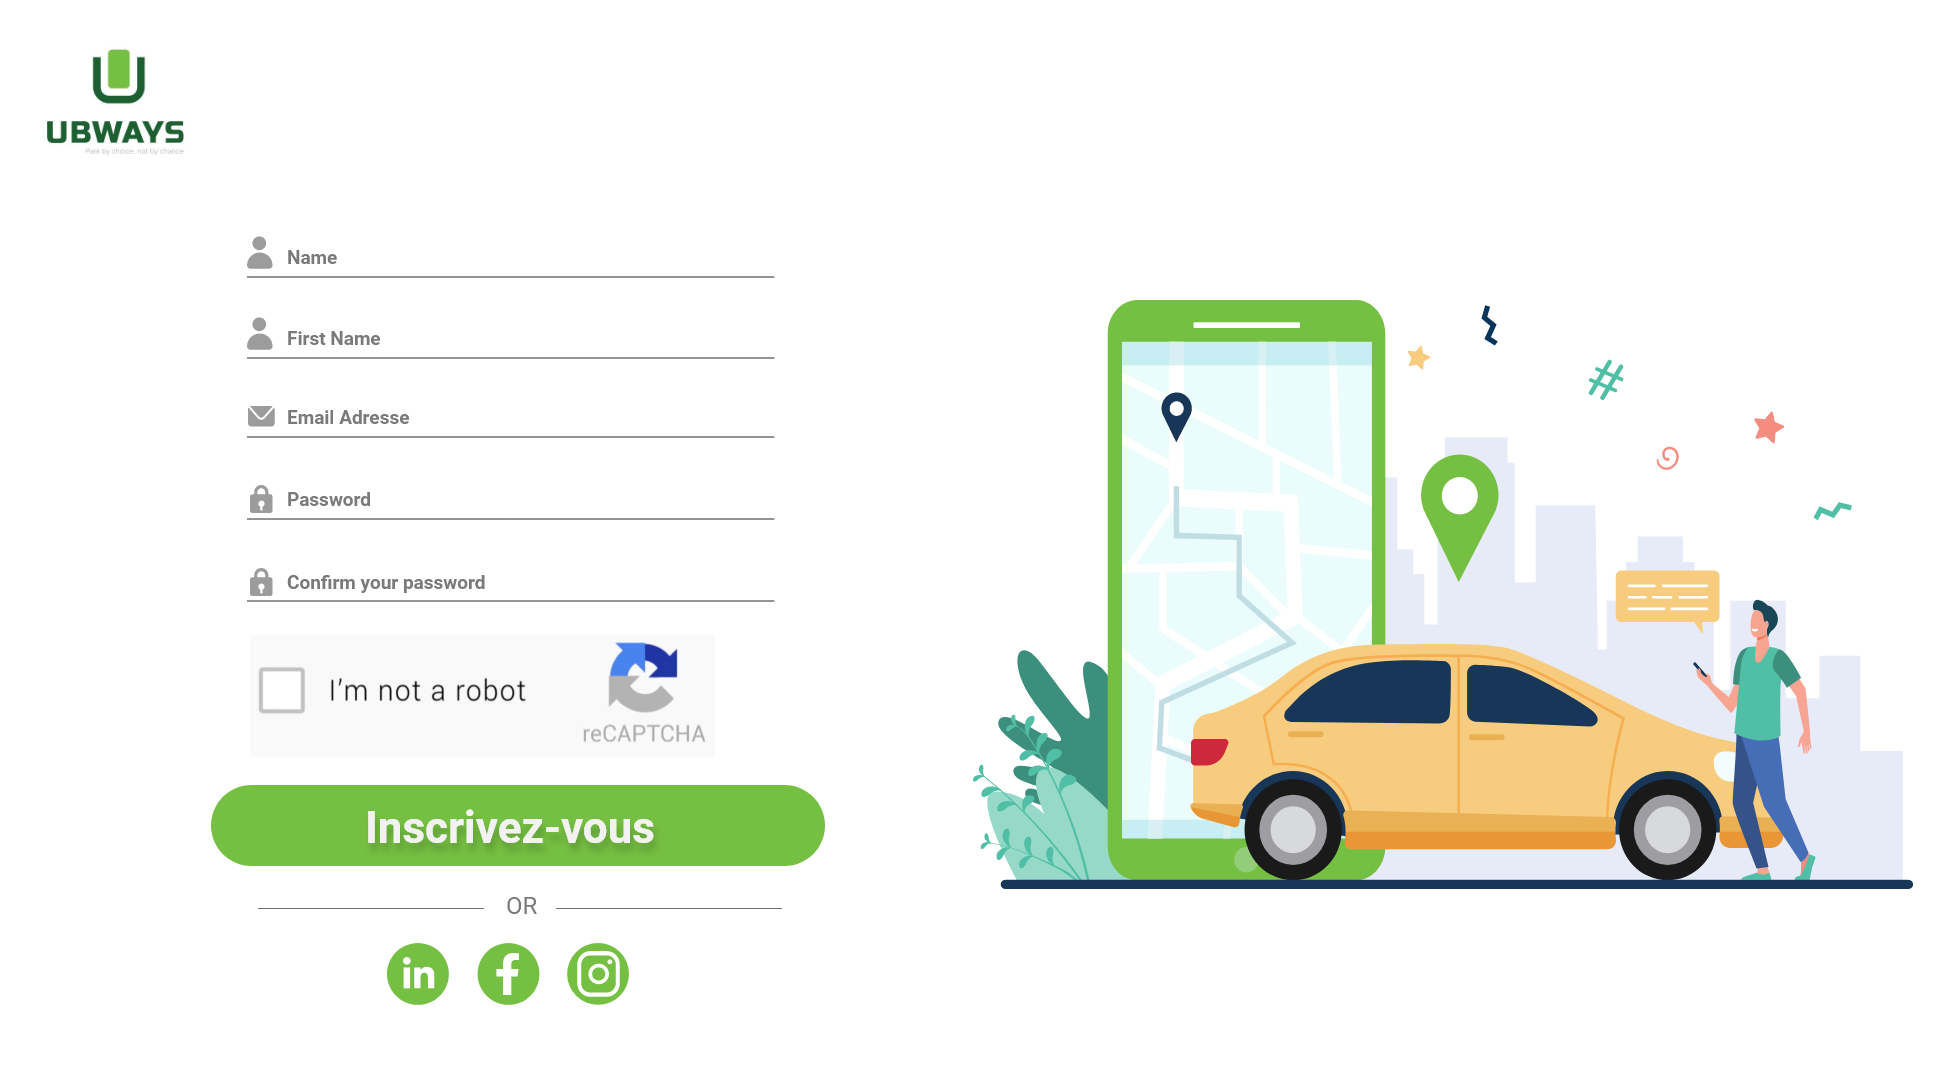 UBWAYS
Park by choice, not by chance
Name
First Name
Email Adresse
Password
Confirm your password
I'm not a robot
reCAPTCHA
Inscrivez-vous
OR
in
f
#